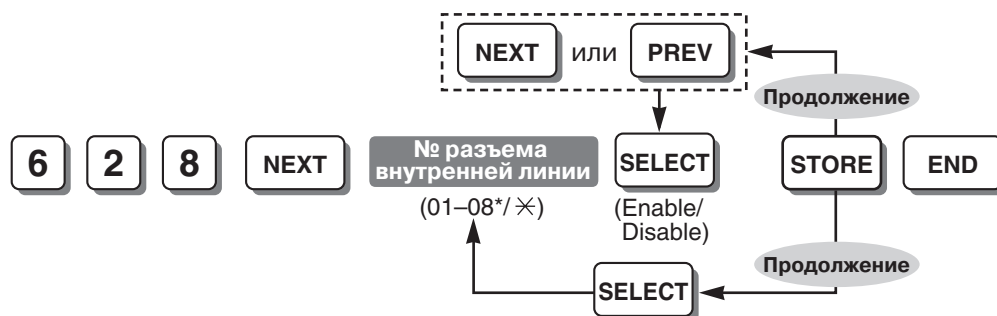 NEXT или PREV
Продолжение
6 2 8 NEXT № разъема внутренней линии SELECT STORE END
(01–08*/✳)
(Enable/
Disable)
Продолжение
SELECT